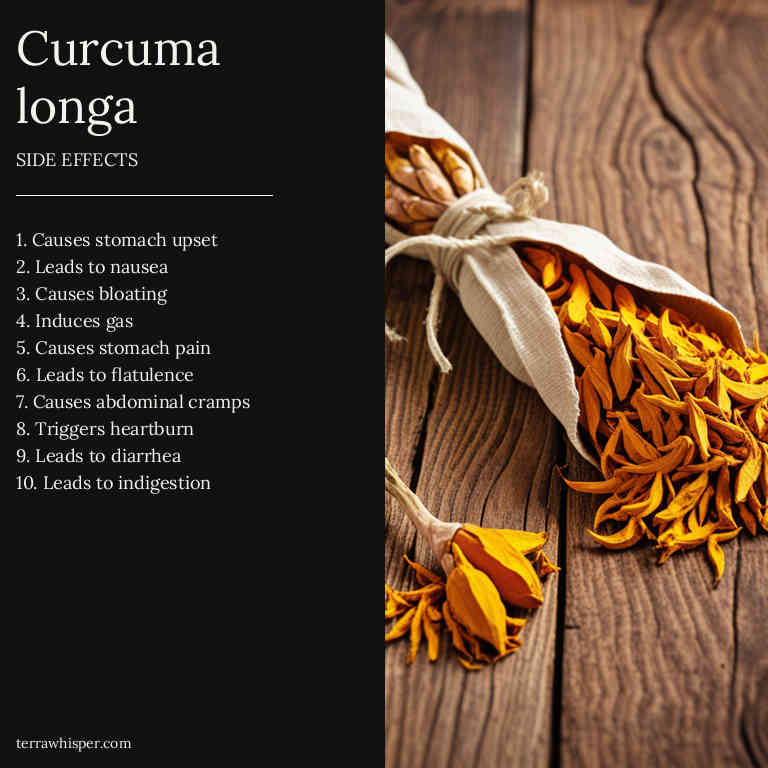 Curcuma
longa
SIDE EFFECTS
1. Causes stomach upset
2. Leads to nausea
3. Causes bloating
4. Induces gas
5. Causes stomach pain
6. Leads to flatulence
7. Causes abdominal cramps
8. Triggers heartburn
9. Leads to diarrhea
10. Leads to indigestion
terrawhisper.com